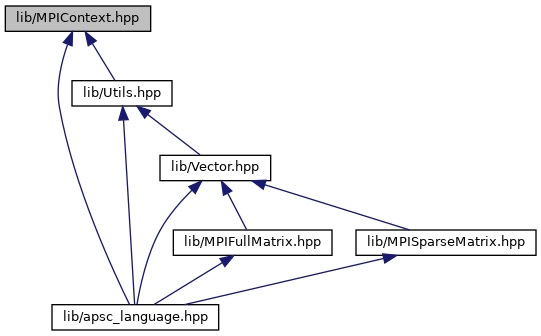 lib/MPIContext.hpp
lib/Utils.hpp
lib/Vector.hpp
lib/MPIFullMatrix.hpp
lib/MPISparseMatrix.hpp
lib/apsc_language.hpp